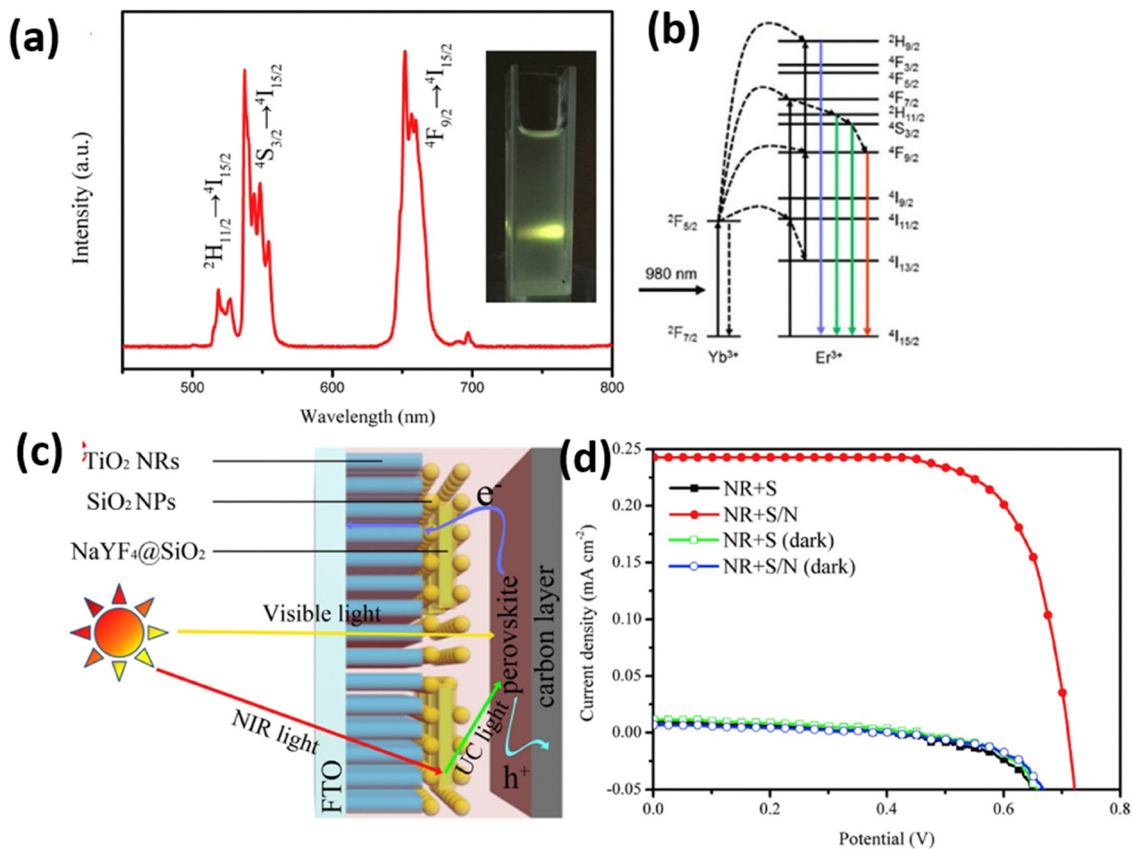 (a)
Intensity (a.u.)
²H₁₁/₂→⁴I₁₅/₂
⁴S₃/₂→⁴I₁₅/₂
⁴F₉/₂→⁴I₁₅/₂
500 600 700 800
Wavelength (nm)
(b)
²H₉/₂
⁴F₃/₂
⁴F₅/₂
⁴F₇/₂
²H₁₁/₂
⁴S₃/₂
⁴F₉/₂
⁴I₉/₂
²F₅/₂
⁴I₁₁/₂
⁴I₁₃/₂
980 nm
²F₇/₂
⁴I₁₅/₂
Yb³⁺ Er³⁺
(c)
TiO₂ NRs
SiO₂ NPs
NaYF₄@SiO₂
Visible light
NIR light
FTO
e⁻
UC light
h⁺
perovskite
carbon layer
(d)
Current density (mA cm⁻²)
0.25
0.20
0.15
0.10
0.05
0.00
-0.05
NR+S
NR+S/N
NR+S (dark)
NR+S/N (dark)
0.0 0.2 0.4 0.6 0.8
Potential (V)